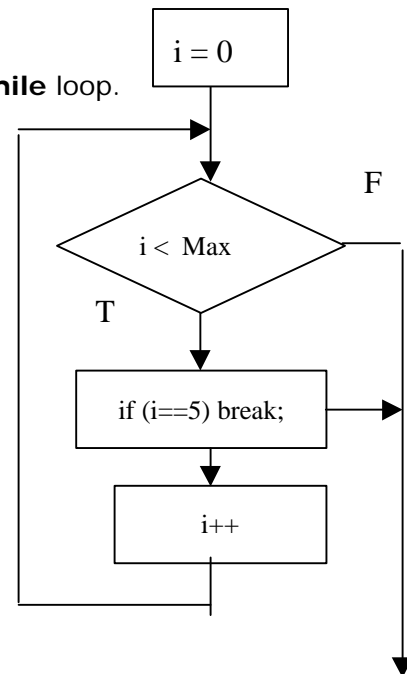 i = 0
hile loop.
F
i < Max
T
if (i==5) break;
i++